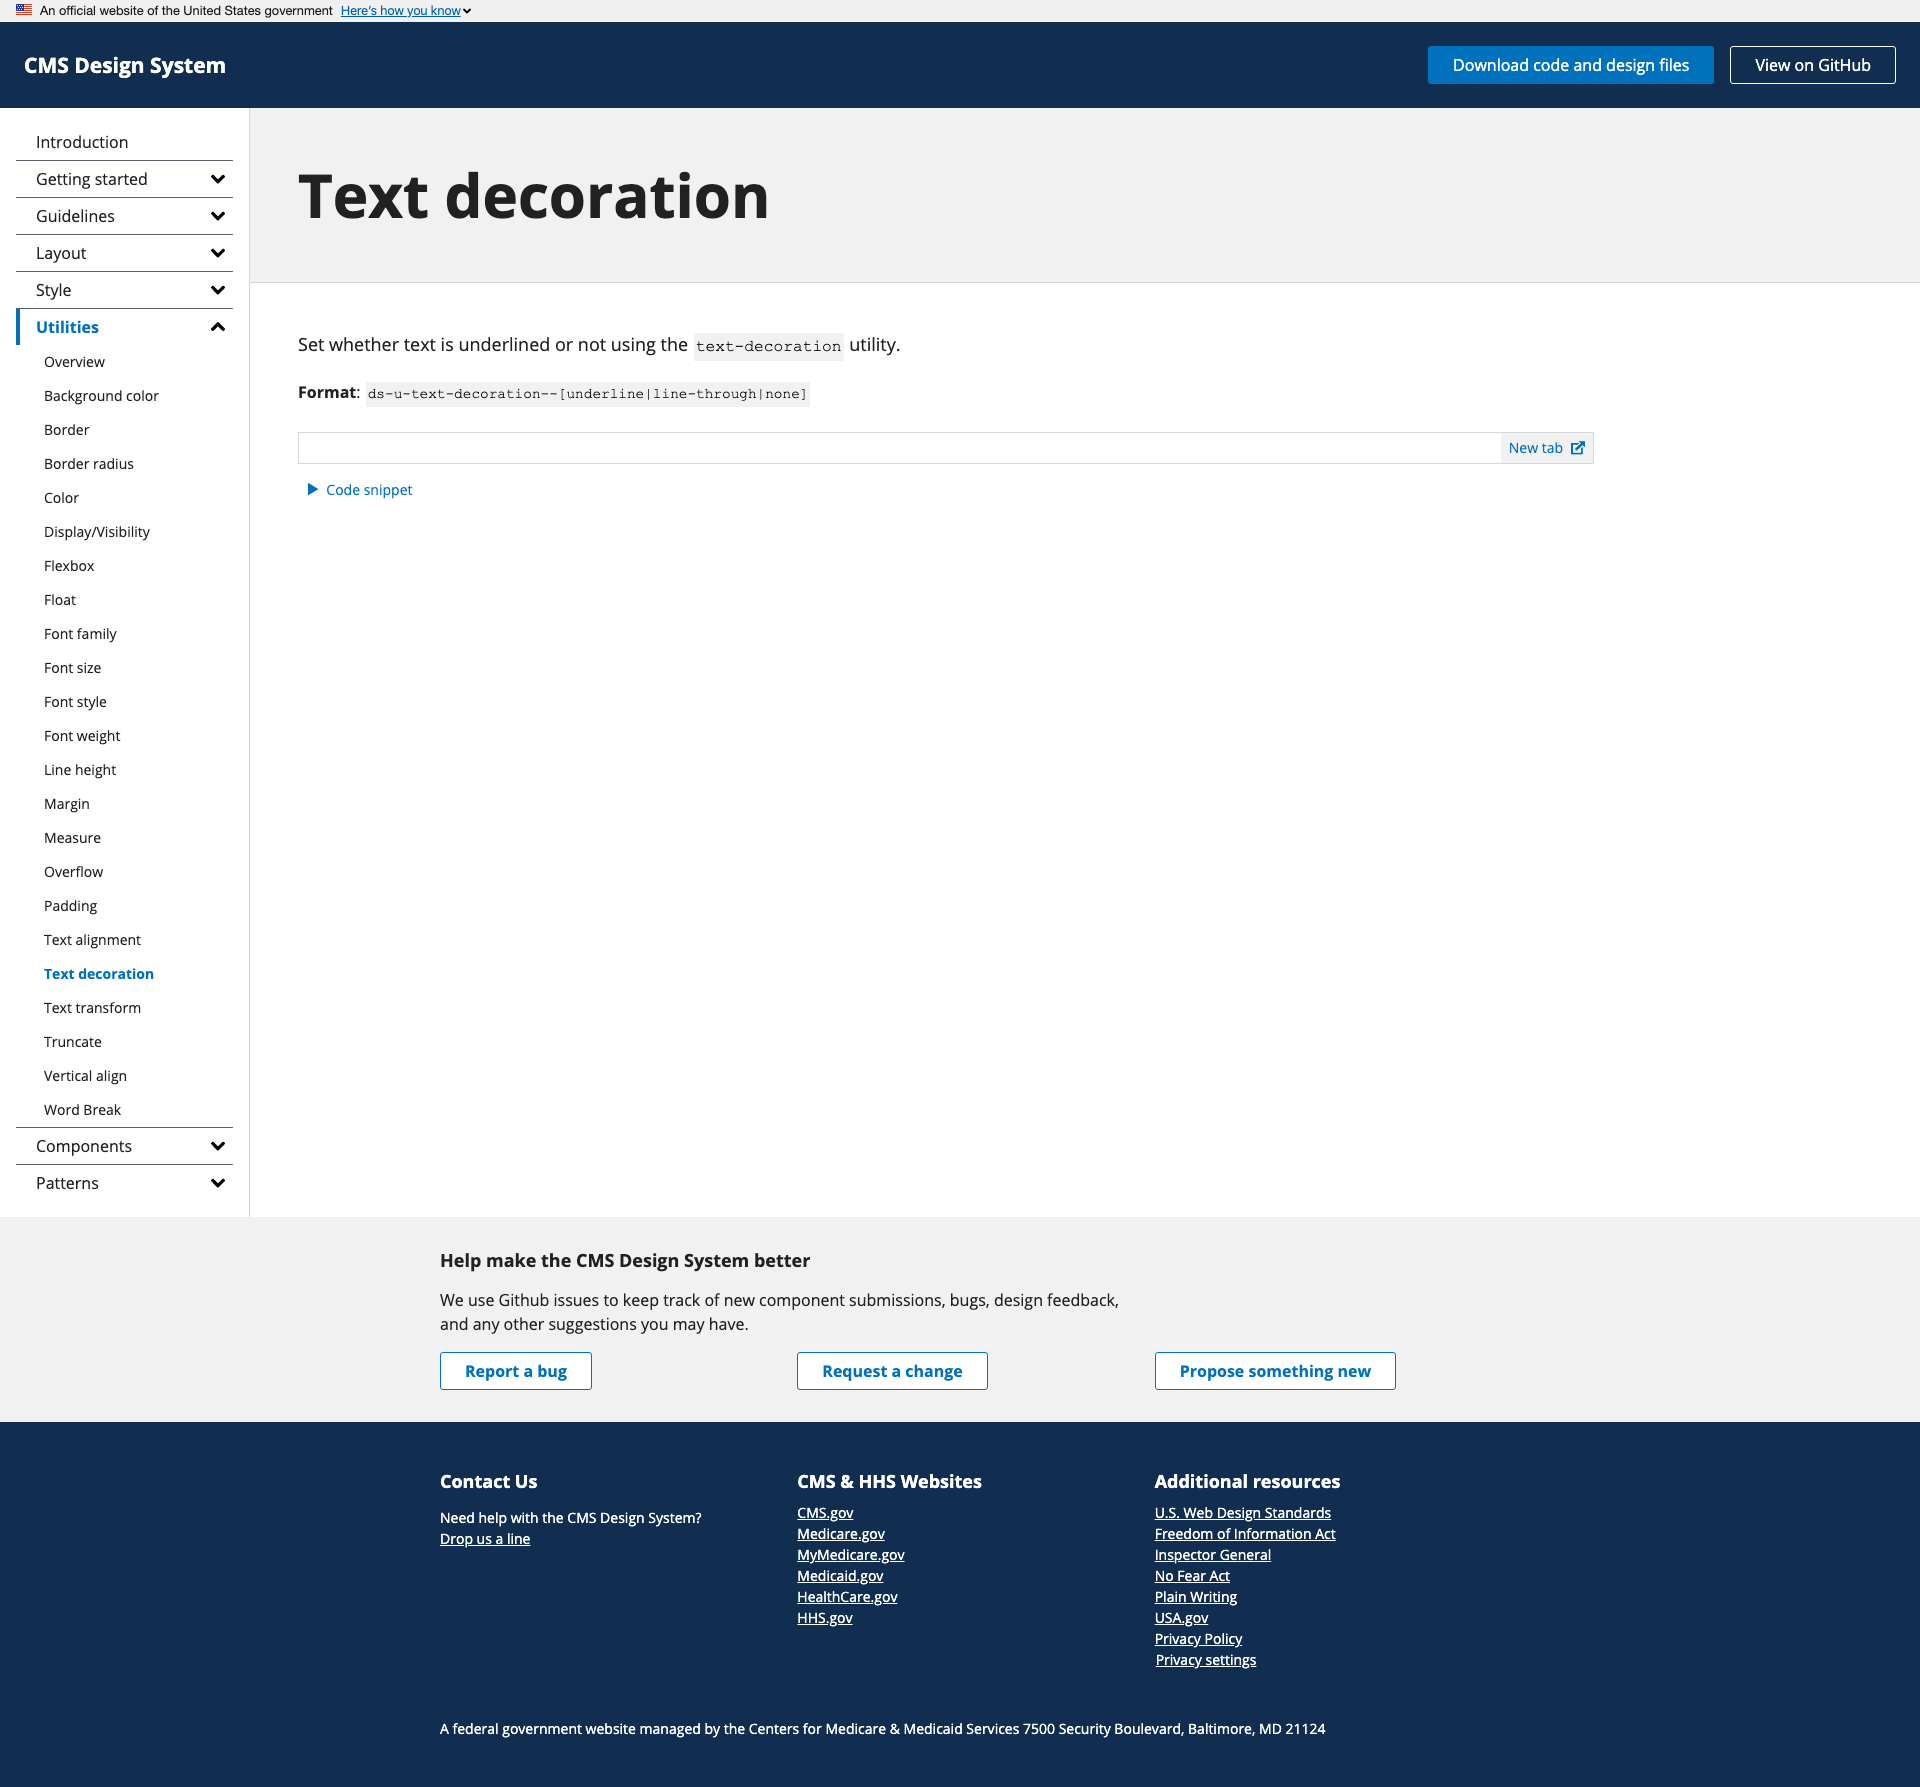 An official website of the United States government Here's how you know
CMS Design System
Download code and design files
View on GitHub
Introduction
Getting started
Guidelines
Layout
Style
Utilities
Overview
Background color
Border
Border radius
Color
Display/Visibility
Flexbox
Float
Font family
Font size
Font style
Font weight
Line height
Margin
Measure
Overflow
Padding
Text alignment
Text decoration
Text transform
Truncate
Vertical align
Word Break
Components
Patterns
Text decoration
Set whether text is underlined or not using the text-decoration utility.
Format: ds-u-text-decoration--[underline|line-through|none]
New tab
Code snippet
Help make the CMS Design System better
We use Github issues to keep track of new component submissions, bugs, design feedback,
and any other suggestions you may have.
Report a bug
Request a change
Propose something new
Contact Us
Need help with the CMS Design System?
Drop us a line
CMS & HHS Websites
CMS.gov
Medicare.gov
MyMedicare.gov
Medicaid.gov
HealthCare.gov
HHS.gov
Additional resources
U.S. Web Design Standards
Freedom of Information Act
Inspector General
No Fear Act
Plain Writing
USA.gov
Privacy Policy
Privacy settings
A federal government website managed by the Centers for Medicare & Medicaid Services 7500 Security Boulevard, Baltimore, MD 21124